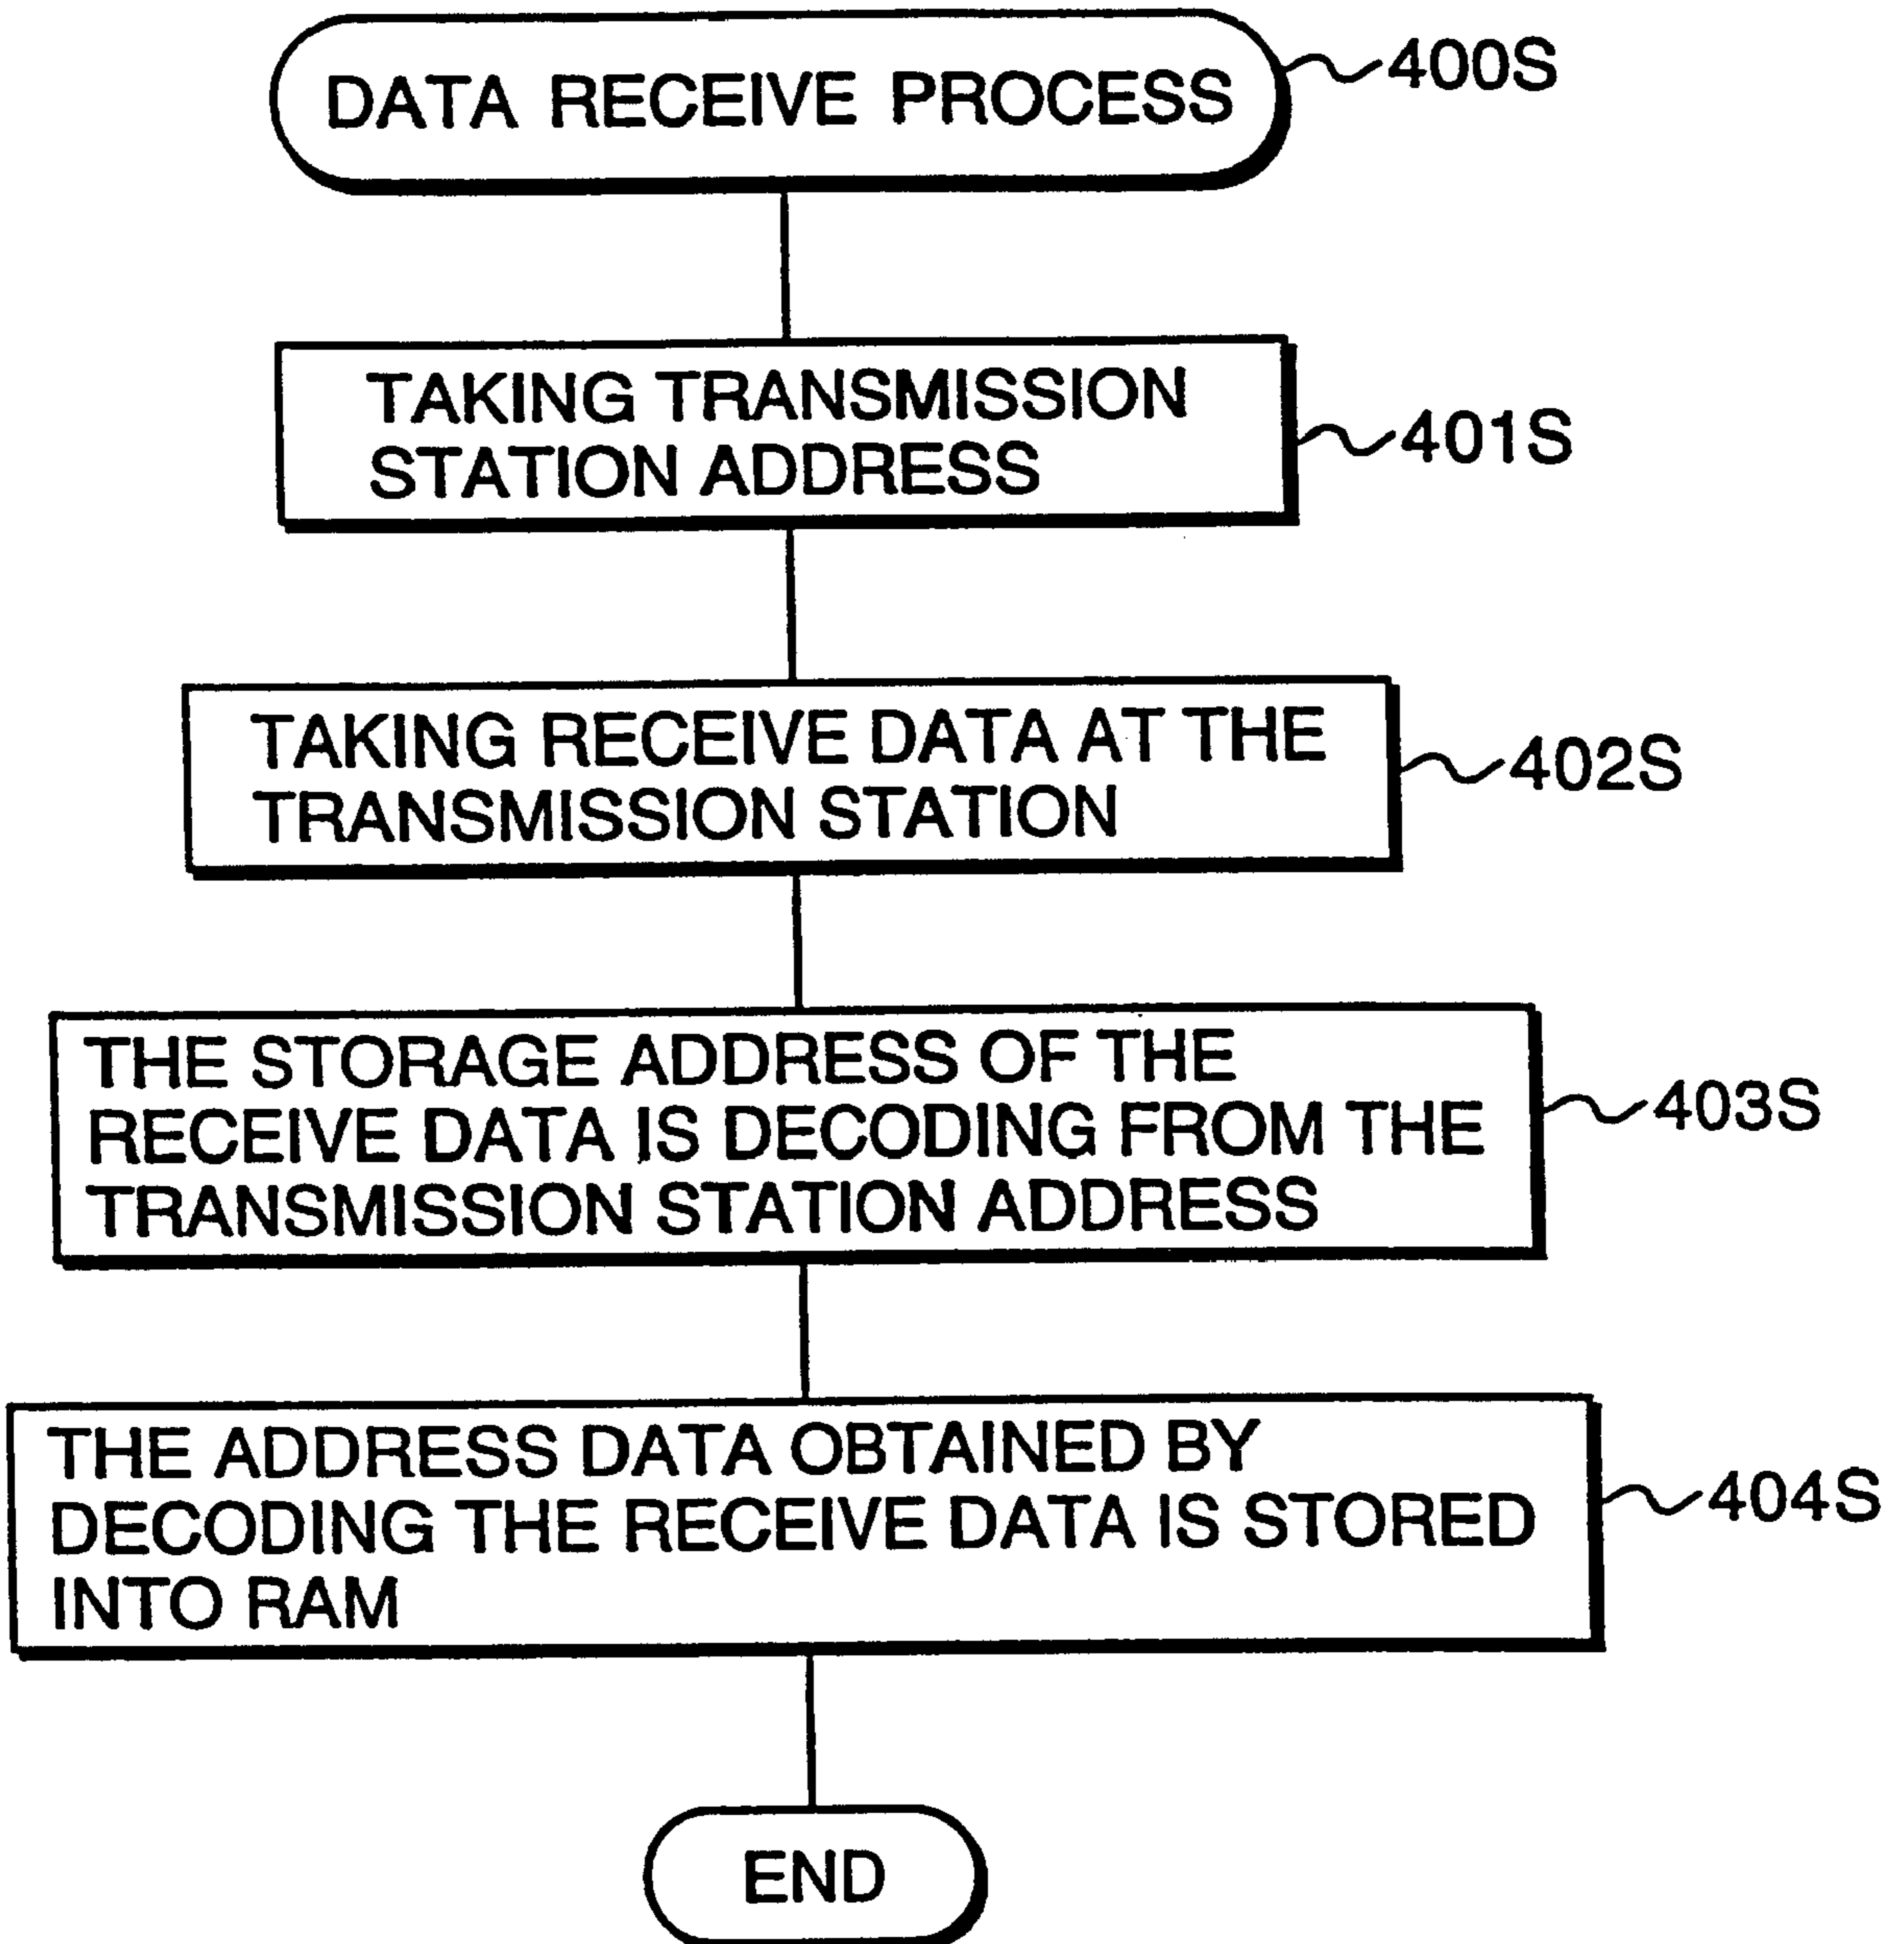 DATA RECEIVE PROCESS
400S
TAKING TRANSMISSION
STATION ADDRESS
401S
TAKING RECEIVE DATA AT THE
TRANSMISSION STATION
402S
THE STORAGE ADDRESS OF THE
RECEIVE DATA IS DECODING FROM THE
TRANSMISSION STATION ADDRESS
403S
THE ADDRESS DATA OBTAINED BY
DECODING THE RECEIVE DATA IS STORED
INTO RAM
404S
END